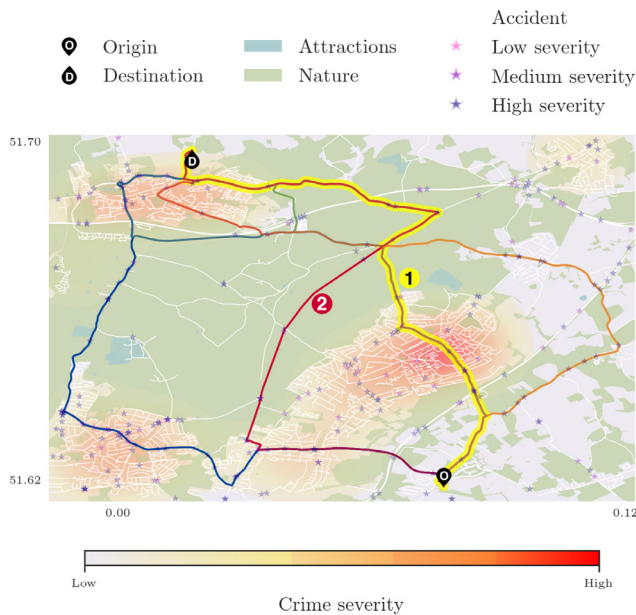 Accident
O Origin
Attractions
Low severity
D Destination
Nature
Medium severity
High severity
51.70
D
1
2
O
51.62
0.00
0.12
Low
High
Crime severity